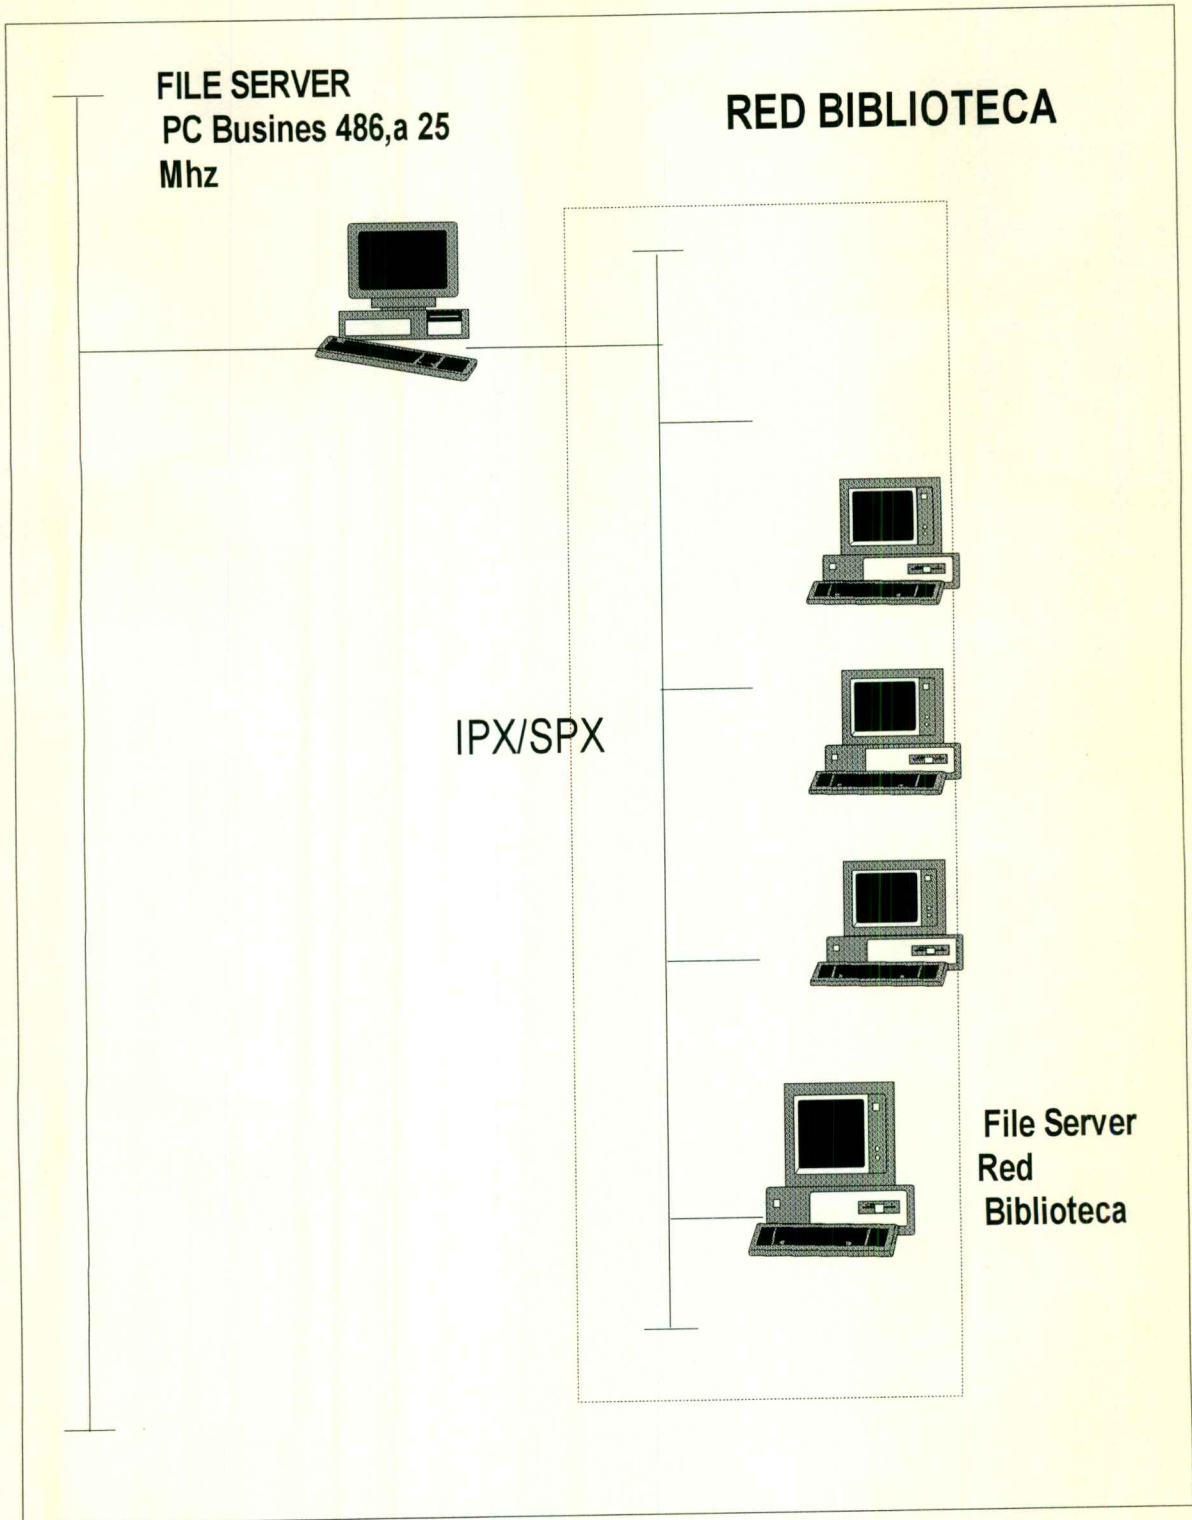 FILE SERVER
PC Busines 486,a 25
Mhz
RED BIBLIOTECA
IPX/SPX
File Server
Red
Biblioteca